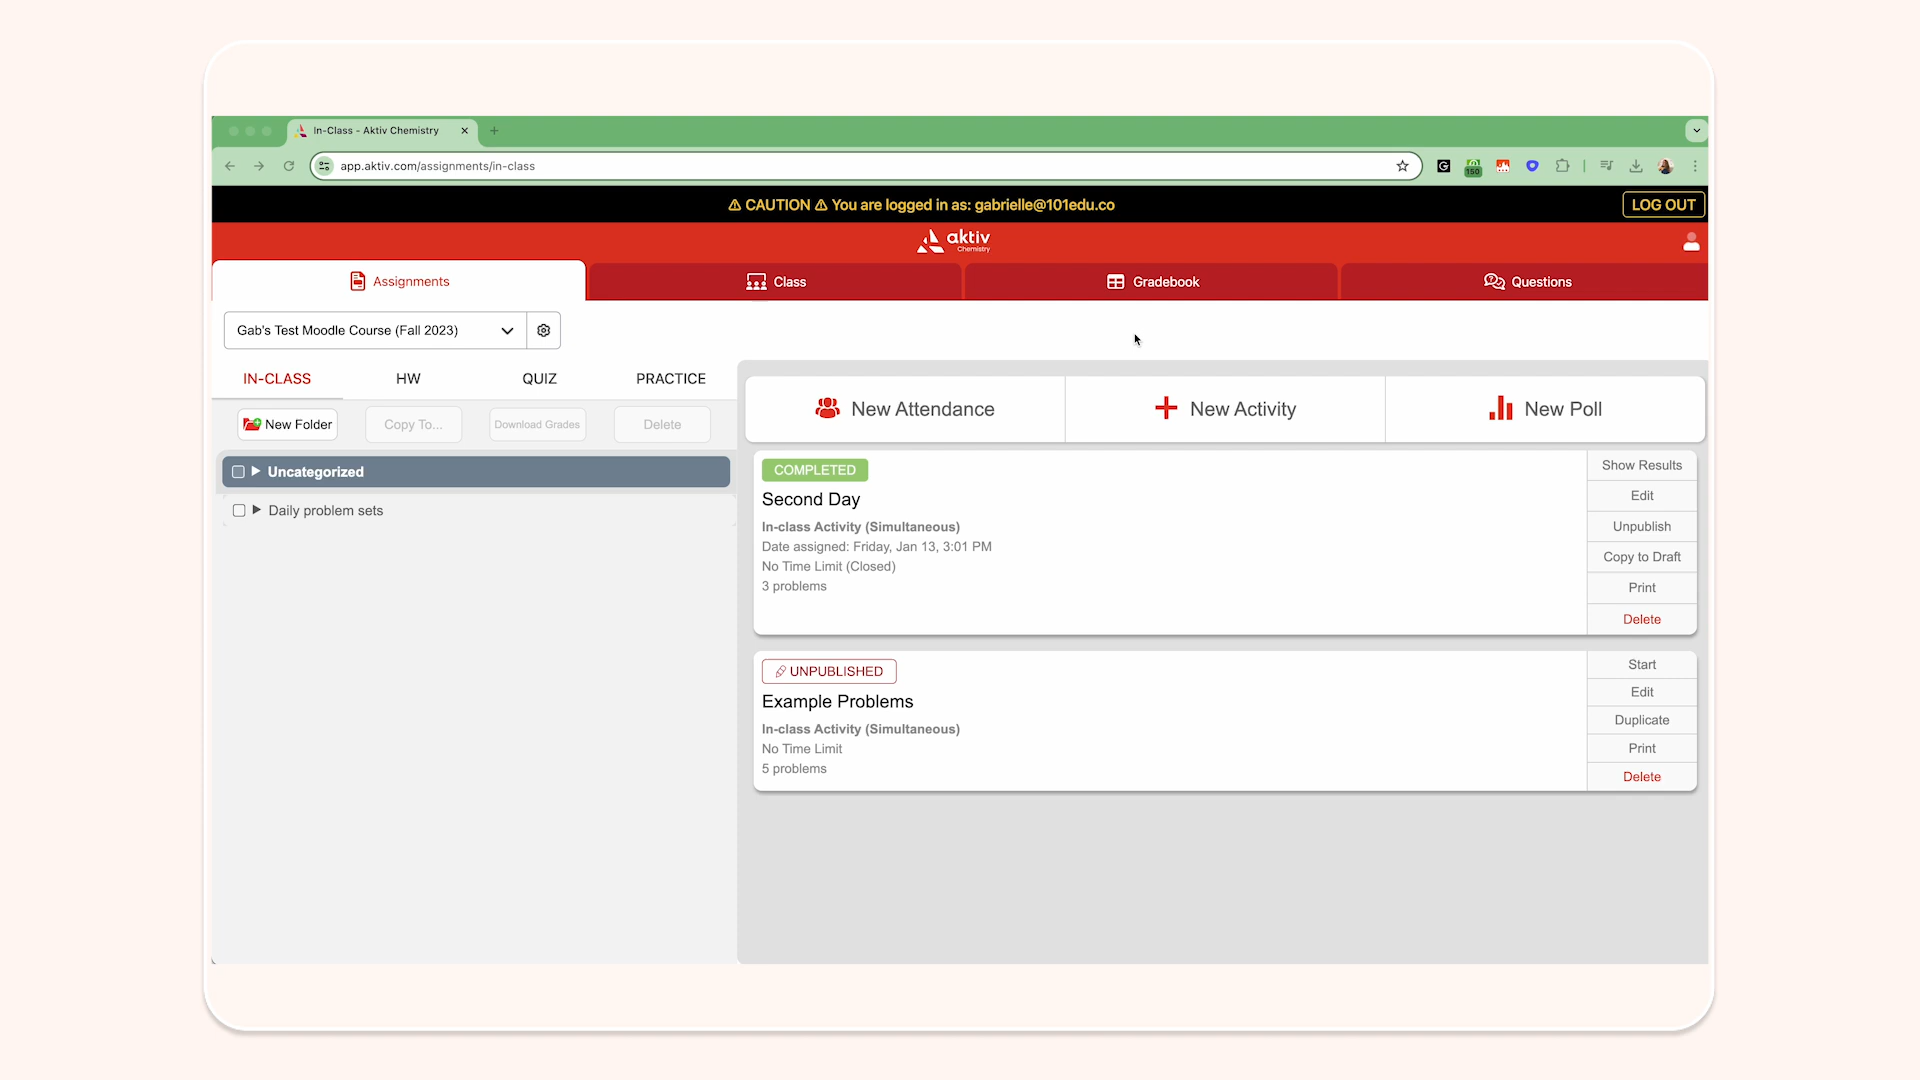 In-Class - Aktiv Chemistry
app.aktiv.com/assignments/in-class
150
⚠ CAUTION ⚠ You are logged in as: gabrielle@101edu.co
LOG OUT
aktiv
Chemistry
Assignments
Class
Gradebook
Questions
Gab's Test Moodle Course (Fall 2023)
IN-CLASS
HW
QUIZ
PRACTICE
New Folder
Copy To...
Download Grades
Delete
Uncategorized
Daily problem sets
New Attendance
New Activity
New Poll
COMPLETED
Second Day
In-class Activity (Simultaneous)
Date assigned: Friday, Jan 13, 3:01 PM
No Time Limit (Closed)
3 problems
Show Results
Edit
Unpublish
Copy to Draft
Print
Delete
UNPUBLISHED
Example Problems
In-class Activity (Simultaneous)
No Time Limit
5 problems
Start
Edit
Duplicate
Print
Delete